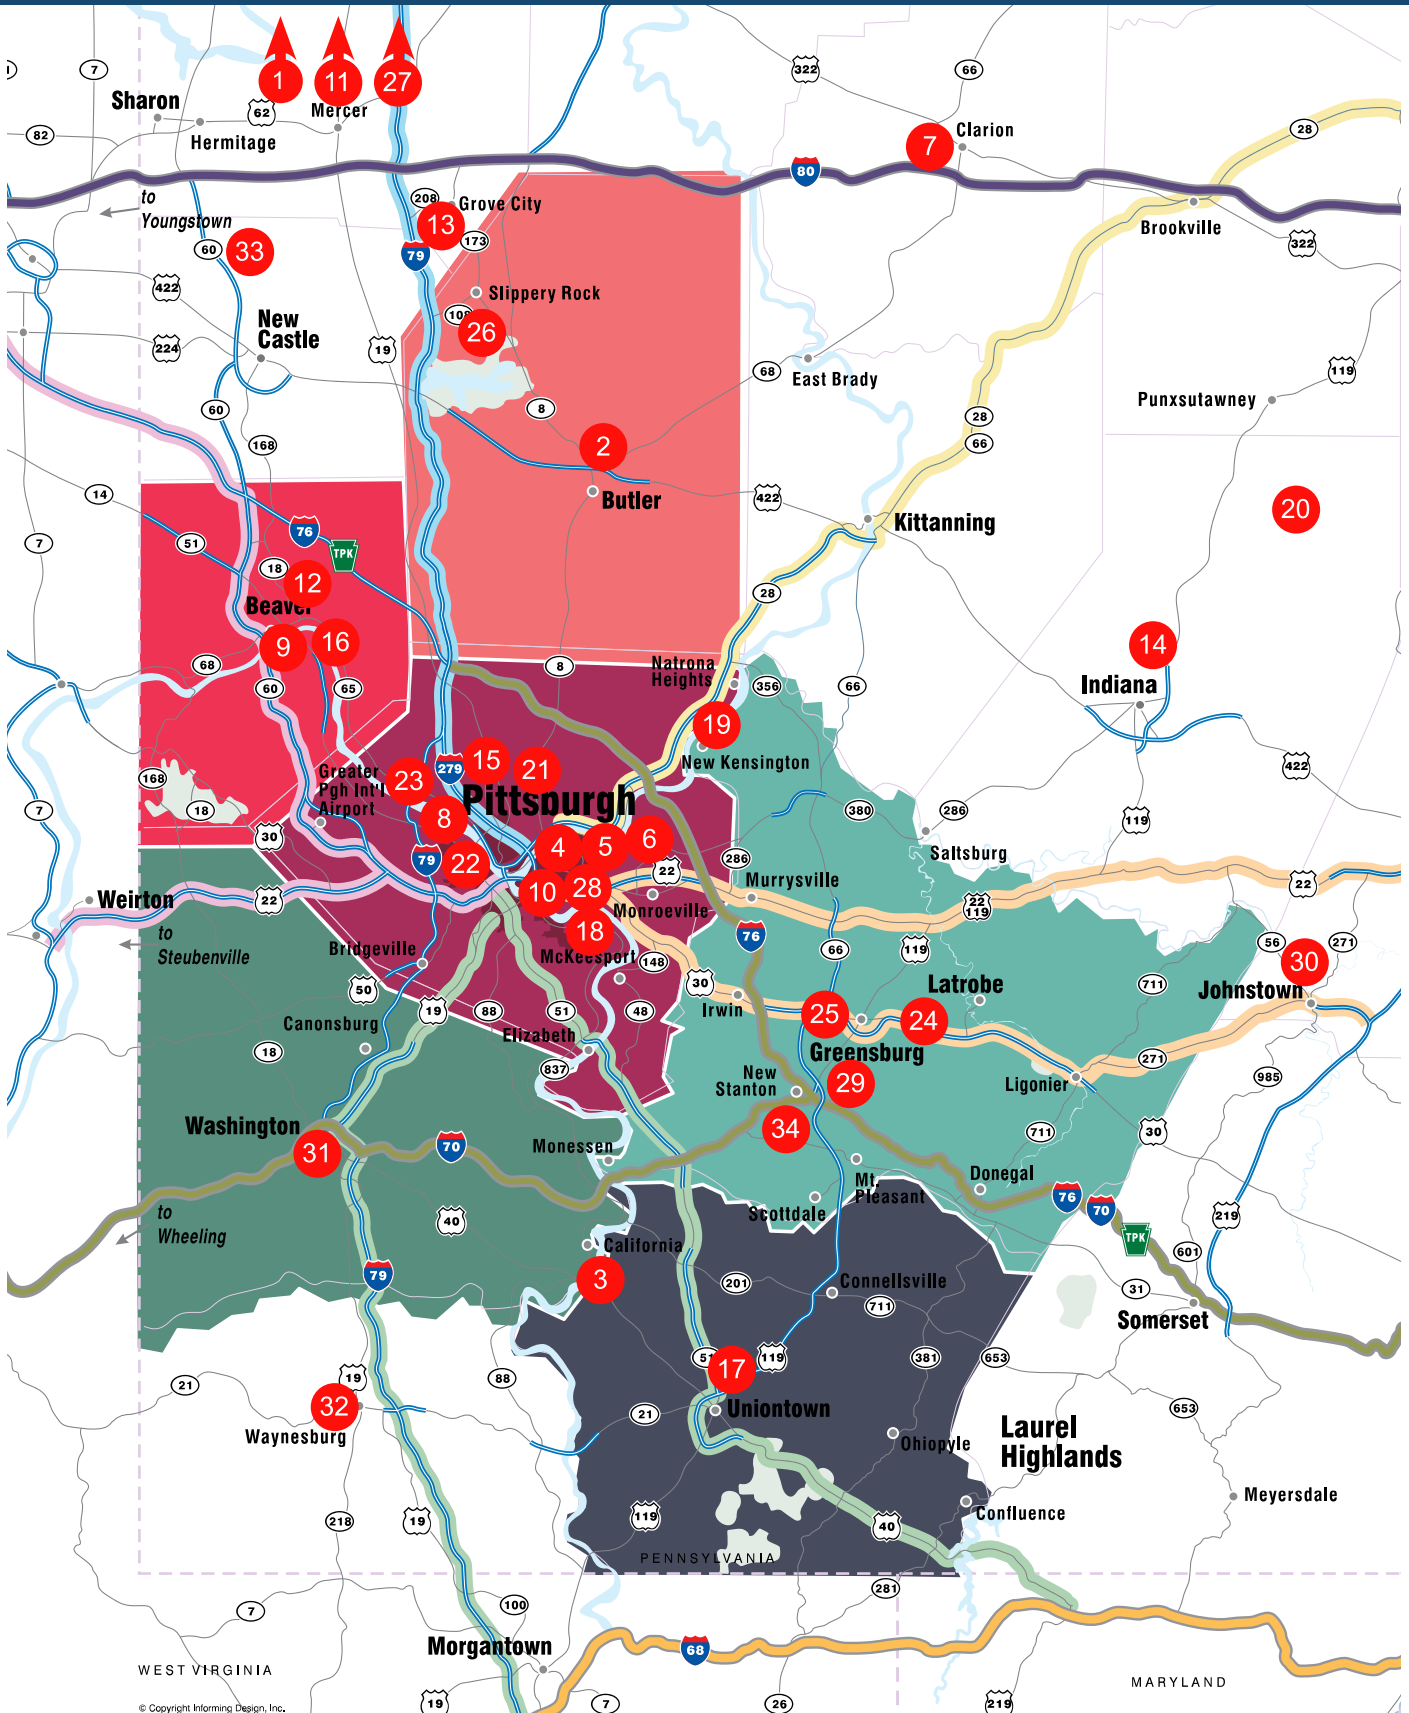 1
11
27
7
322
66
Sharon
62
Mercer
82
Hermitage
28
7
Clarion
80
to
Youngstown
208
Grove City
13
173
Brookville
60
33
79
322
422
Slippery Rock
108
26
New
Castle
224
19
68
East Brady
119
60
8
Punxsutawney
28
66
168
2
14
Butler
422
20
Kittanning
76
TPK
51
7
18
12
28
Beaver
9
16
14
68
8
Natrona
Heights
60
65
356
66
Indiana
19
New Kensington
15
21
279
Greater
Pgh Int'l
Airport
23
168
18
Pittsburgh
422
7
8
380
286
119
30
4
5
6
79
22
286
Saltsburg
22
Murrysville
22
Weirton
22
10
28
Monroeville
22
119
to
Steubenville
18
76
Bridgeville
McKeesport
148
66
119
56
271
30
50
30
Latrobe
711
Johnstown
19
88
51
48
Irwin
25
24
Canonsburg
Elizabeth
Greensburg
18
837
New
Stanton
29
Ligonier
271
985
Washington
34
711
30
31
70
Monessen
Mt.
Pleasant
Donegal
to
Wheeling
40
Scottdale
76
70
219
TPK
California
601
79
3
201
Connellsville
31
711
Somerset
51
17
119
381
653
21
19
88
32
21
Uniontown
653
Waynesburg
Laurel
Highlands
Ohiopyle
Meyersdale
218
19
119
40
Confluence
PENNSYLVANIA
281
7
100
Morgantown
68
WEST VIRGINIA
MARYLAND
19
7
26
219
© Copyright Informing Design, Inc.